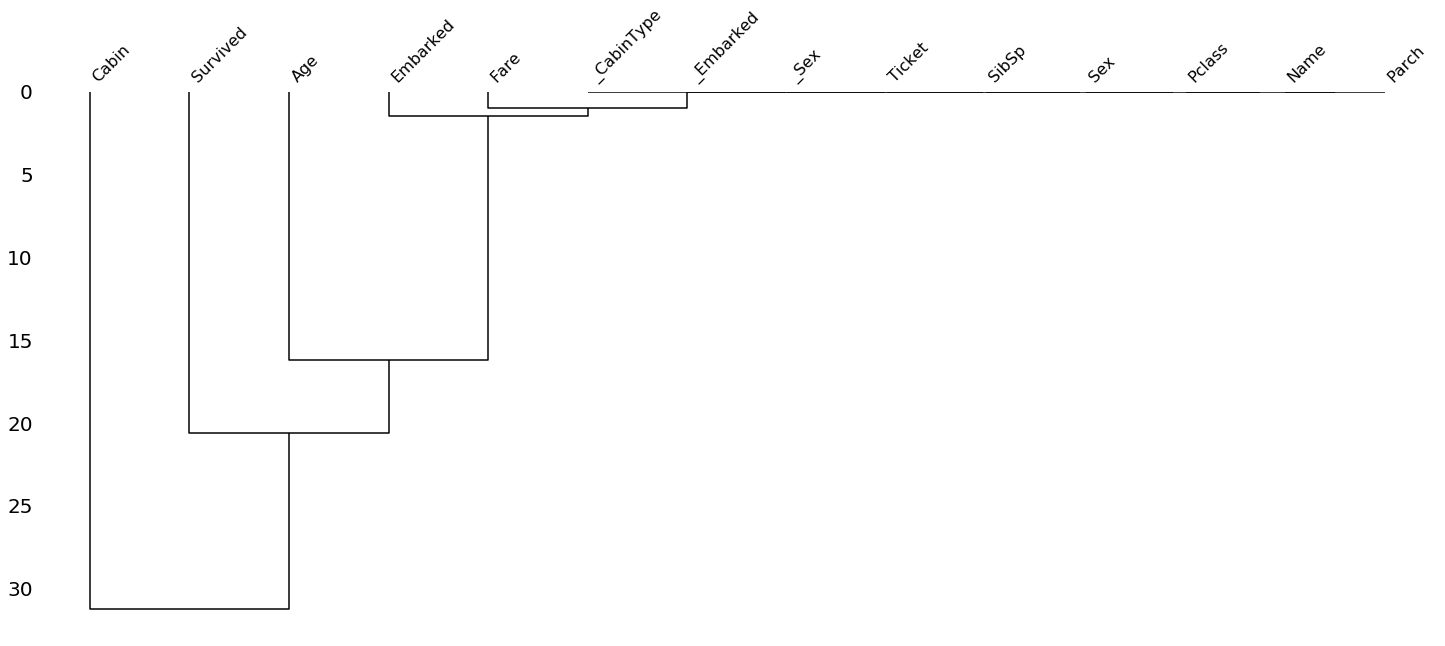 Cabin
Survived
Age
Embarked
Fare
_CabinType
_Embarked
_Sex
Ticket
SibSp
Sex
Pclass
Name
Parch
0
5
10
15
20
25
30